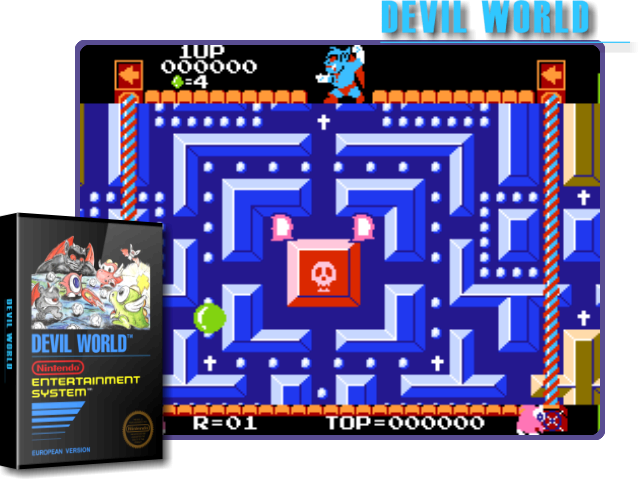 DEVIL WORLD
1UP
000000
=4
R=01 TOP=000000
DEVIL WORLD
DEVIL WORLD™
Nintendo
ENTERTAINMENT
SYSTEM™
EUROPEAN VERSION